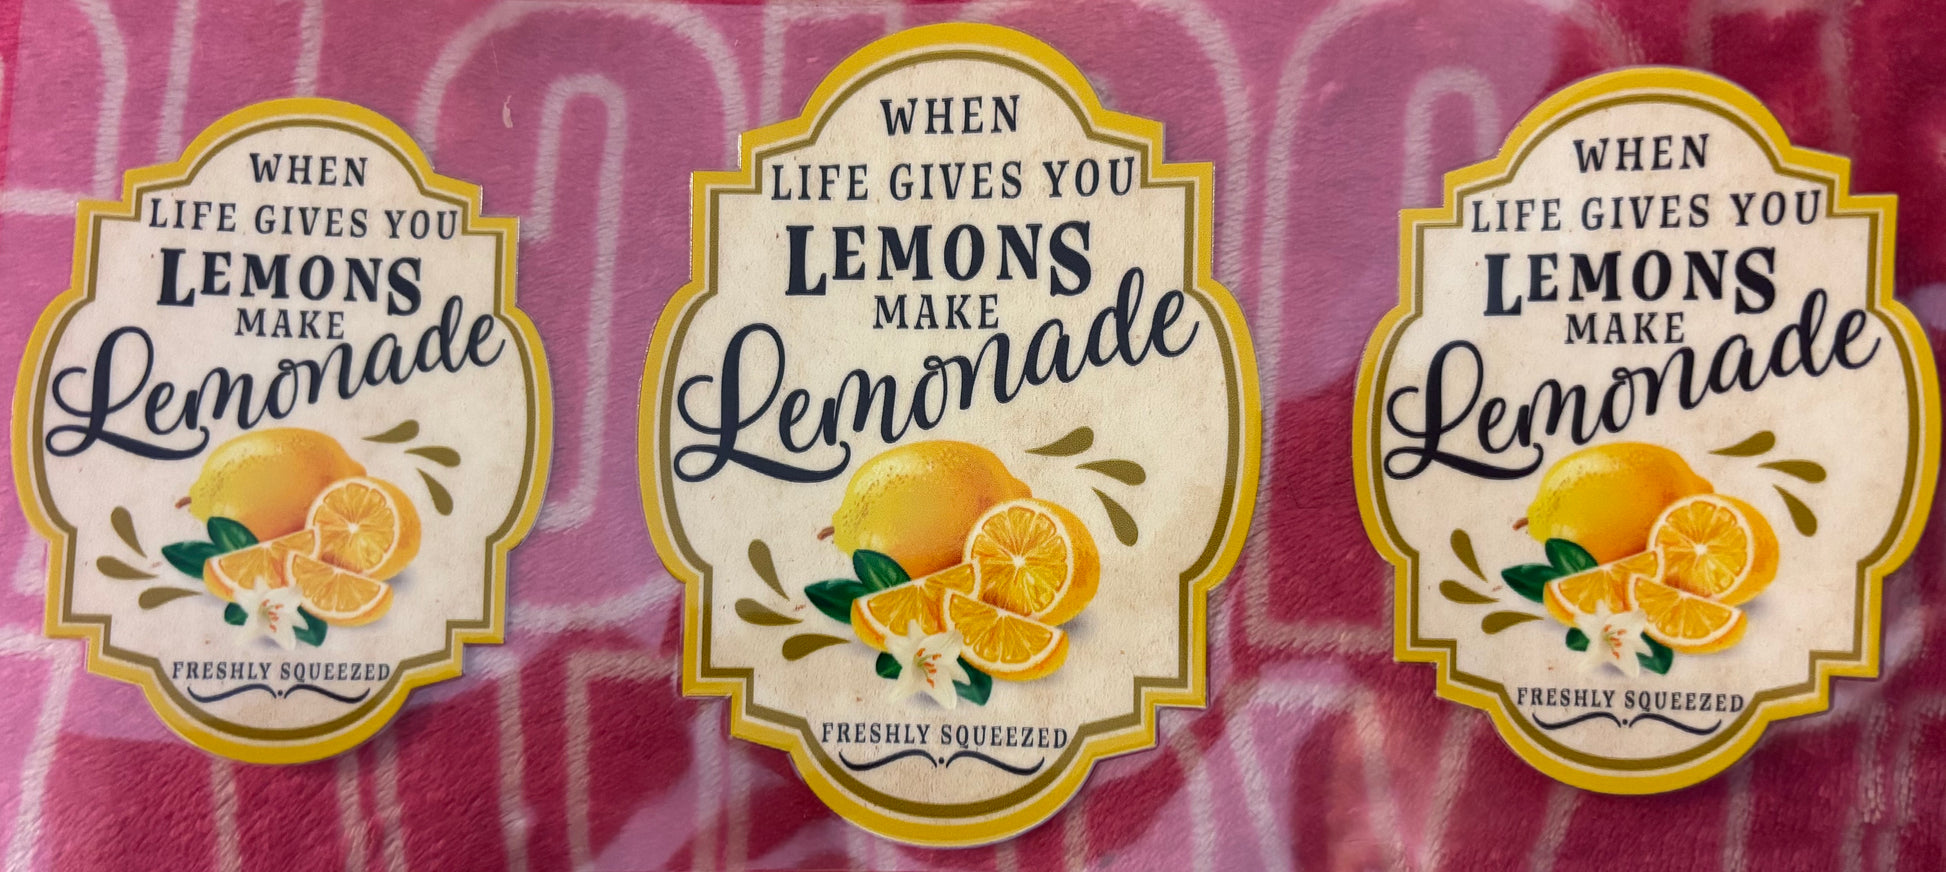 WHEN
LIFE GIVES YOU
LEMONS
MAKE
Lemonade
FRESHLY SQUEEZED
WHEN
LIFE GIVES YOU
LEMONS
MAKE
Lemonade
FRESHLY SQUEEZED
WHEN
LIFE GIVES YOU
LEMONS
MAKE
Lemonade
FRESHLY SQUEEZED